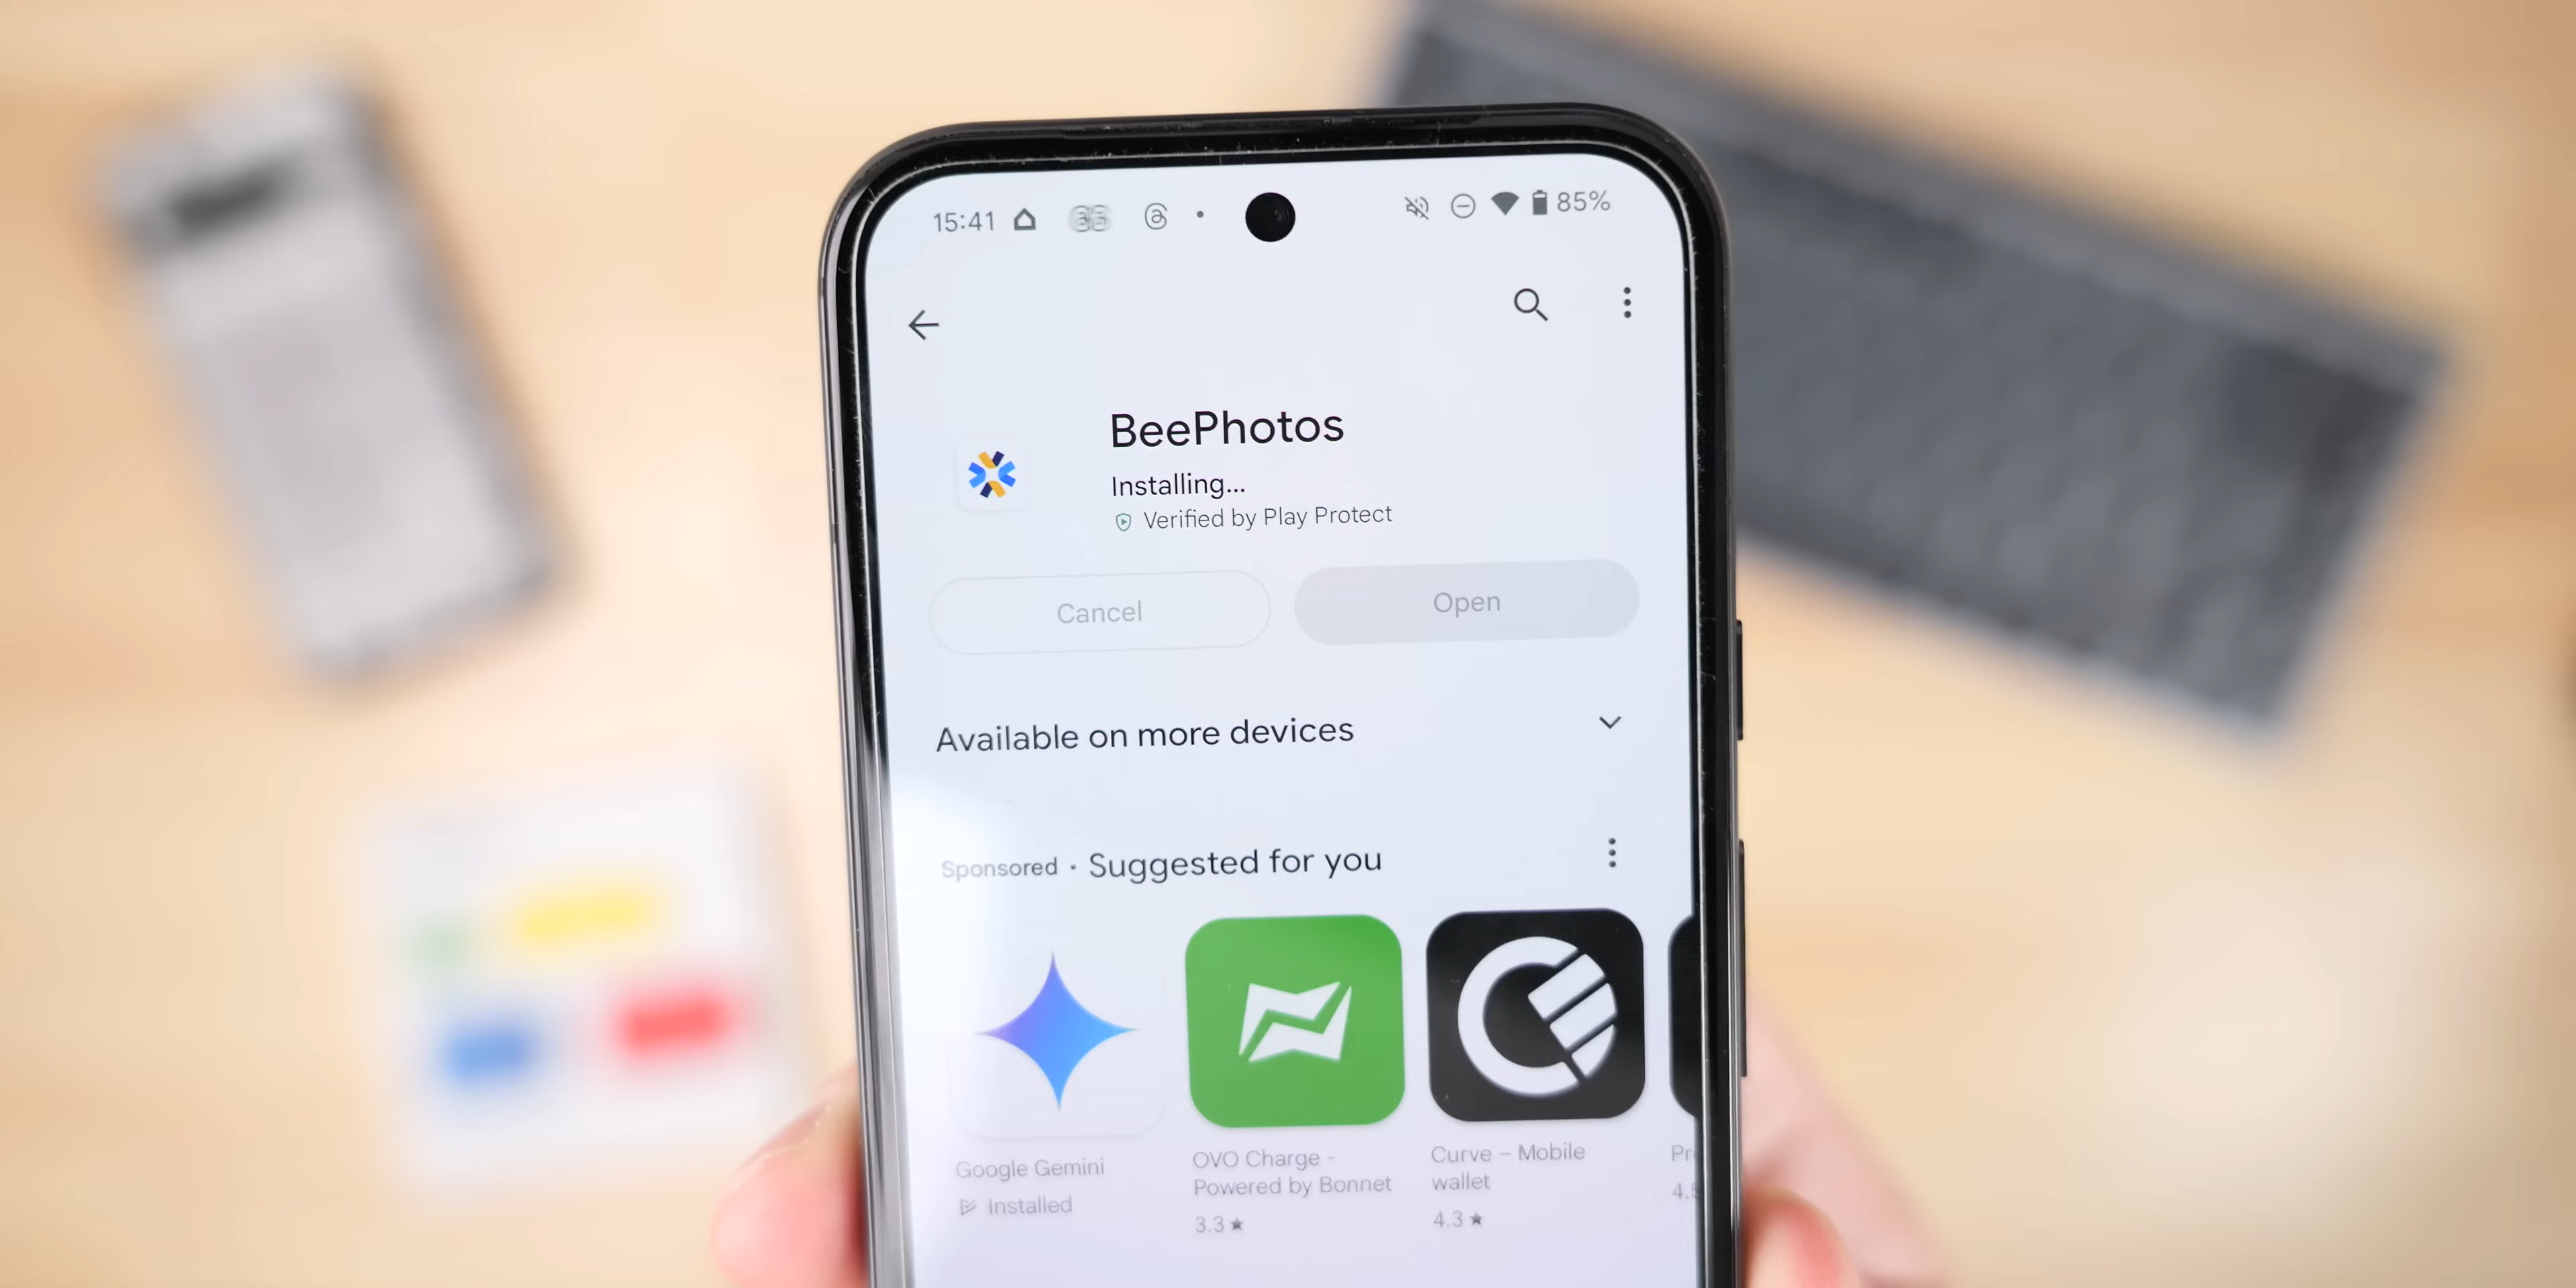 15:41
85%
BeePhotos
Installing...
Verified by Play Protect
Cancel
Open
Available on more devices
Sponsored · Suggested for you
Google Gemini
Installed
OVO Charge -
Powered by Bonnet
3.3★
Curve – Mobile
wallet
4.3★